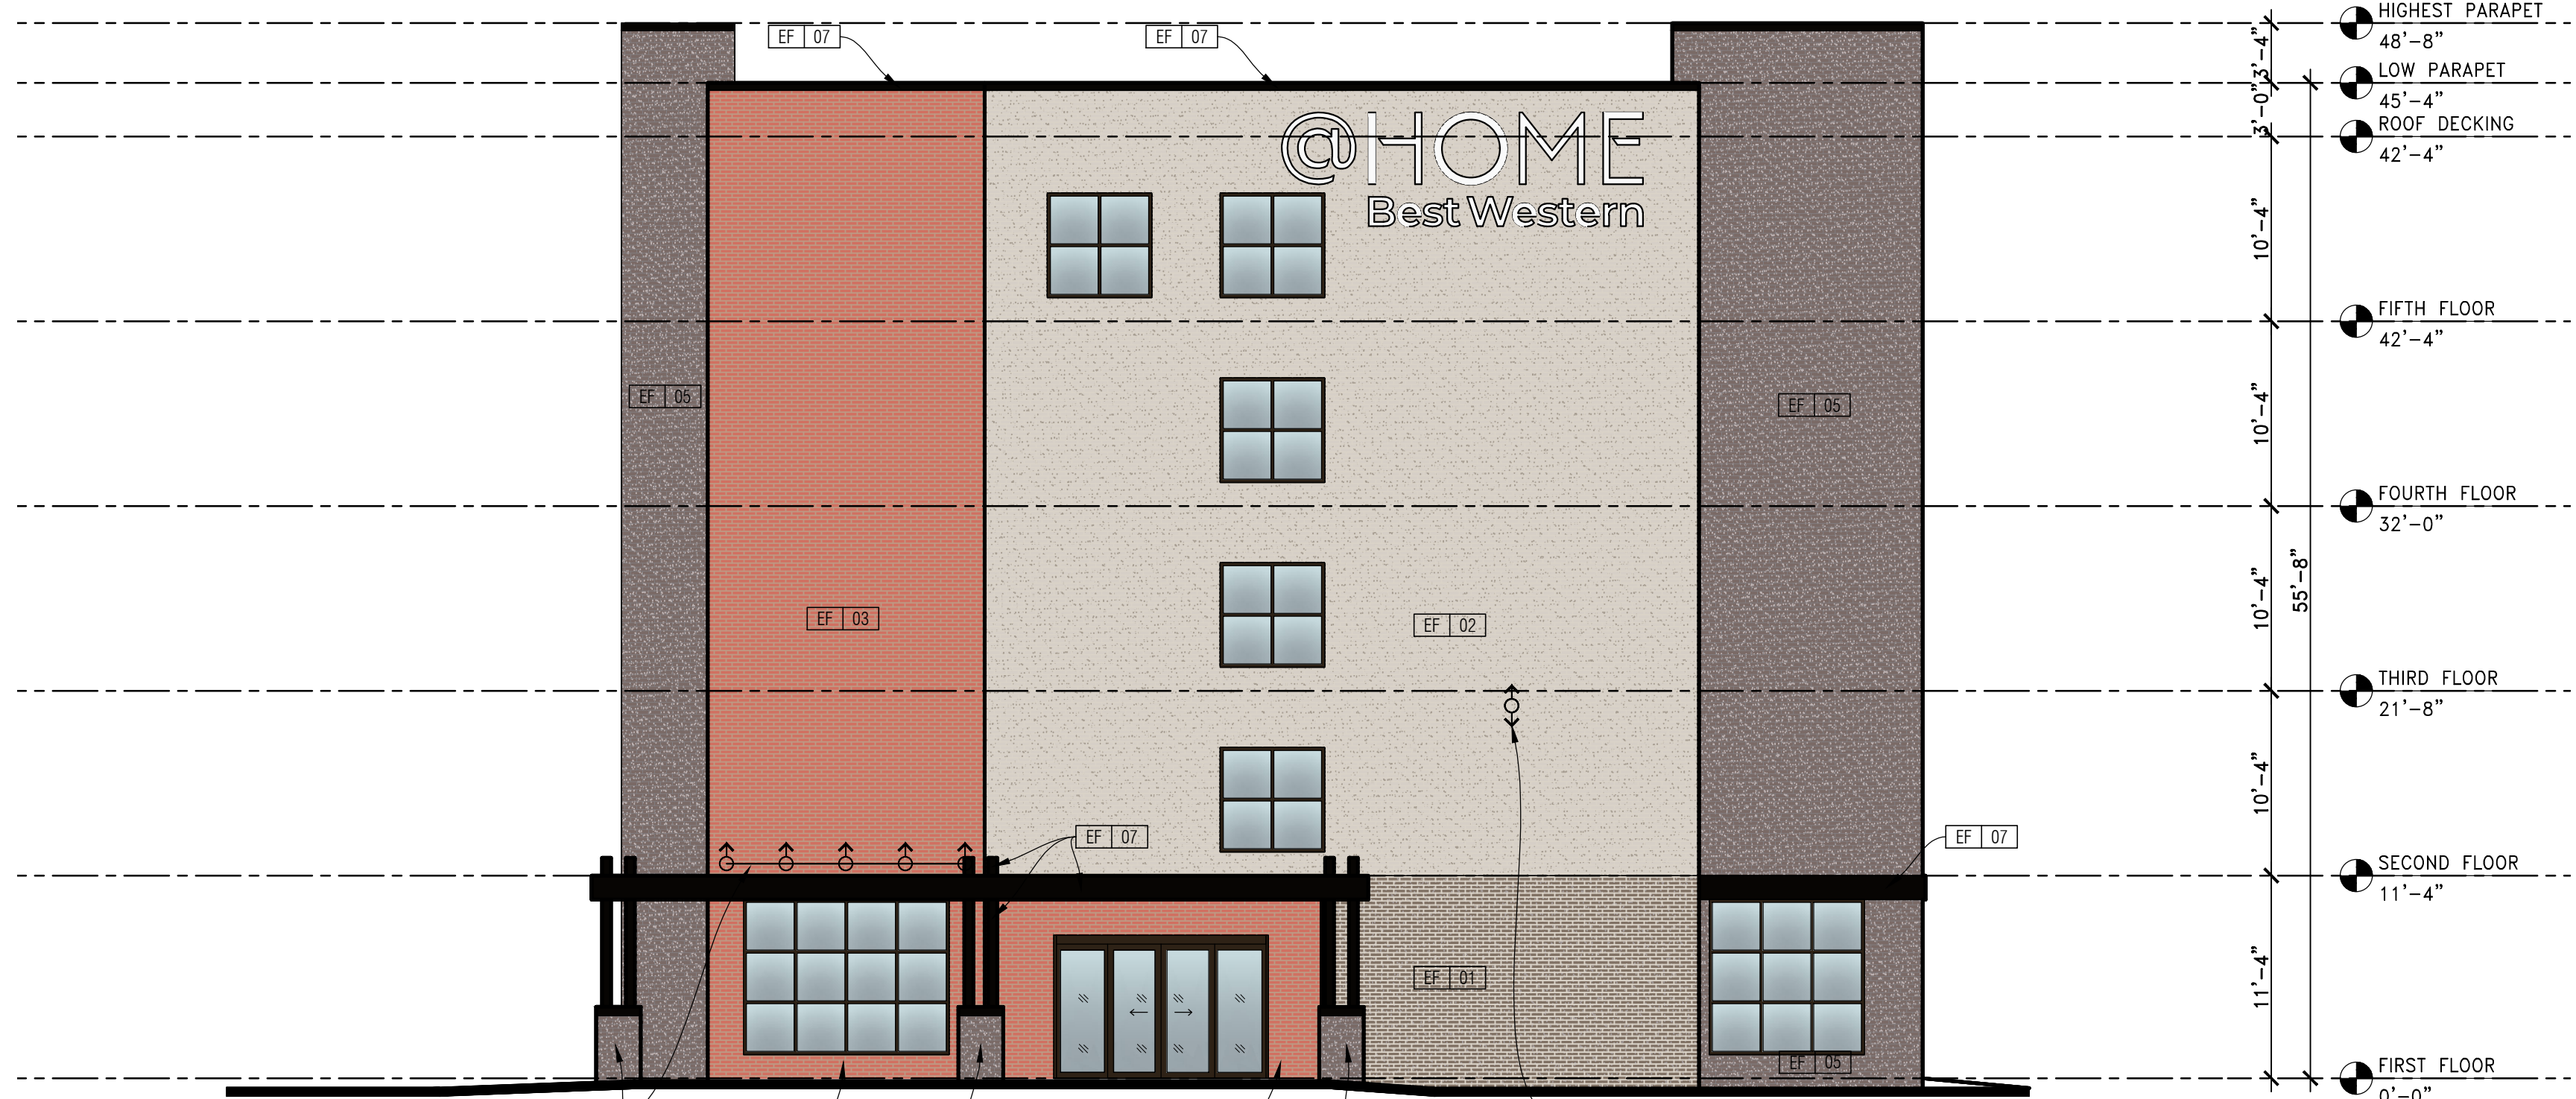 HIGHEST PARAPET
48'-8"
EF 07
EF 07
3'-4"
LOW PARAPET
45'-4"
3'-0"
ROOF DECKING
42'-4"
@HOME
Best Western
10'-4"
FIFTH FLOOR
42'-4"
EF 05
EF 05
10'-4"
FOURTH FLOOR
32'-0"
EF 03
EF 02
10'-4"
55'-8"
THIRD FLOOR
21'-8"
10'-4"
EF 07
EF 07
SECOND FLOOR
11'-4"
EF 01
11'-4"
EF 05
FIRST FLOOR
0'-0"